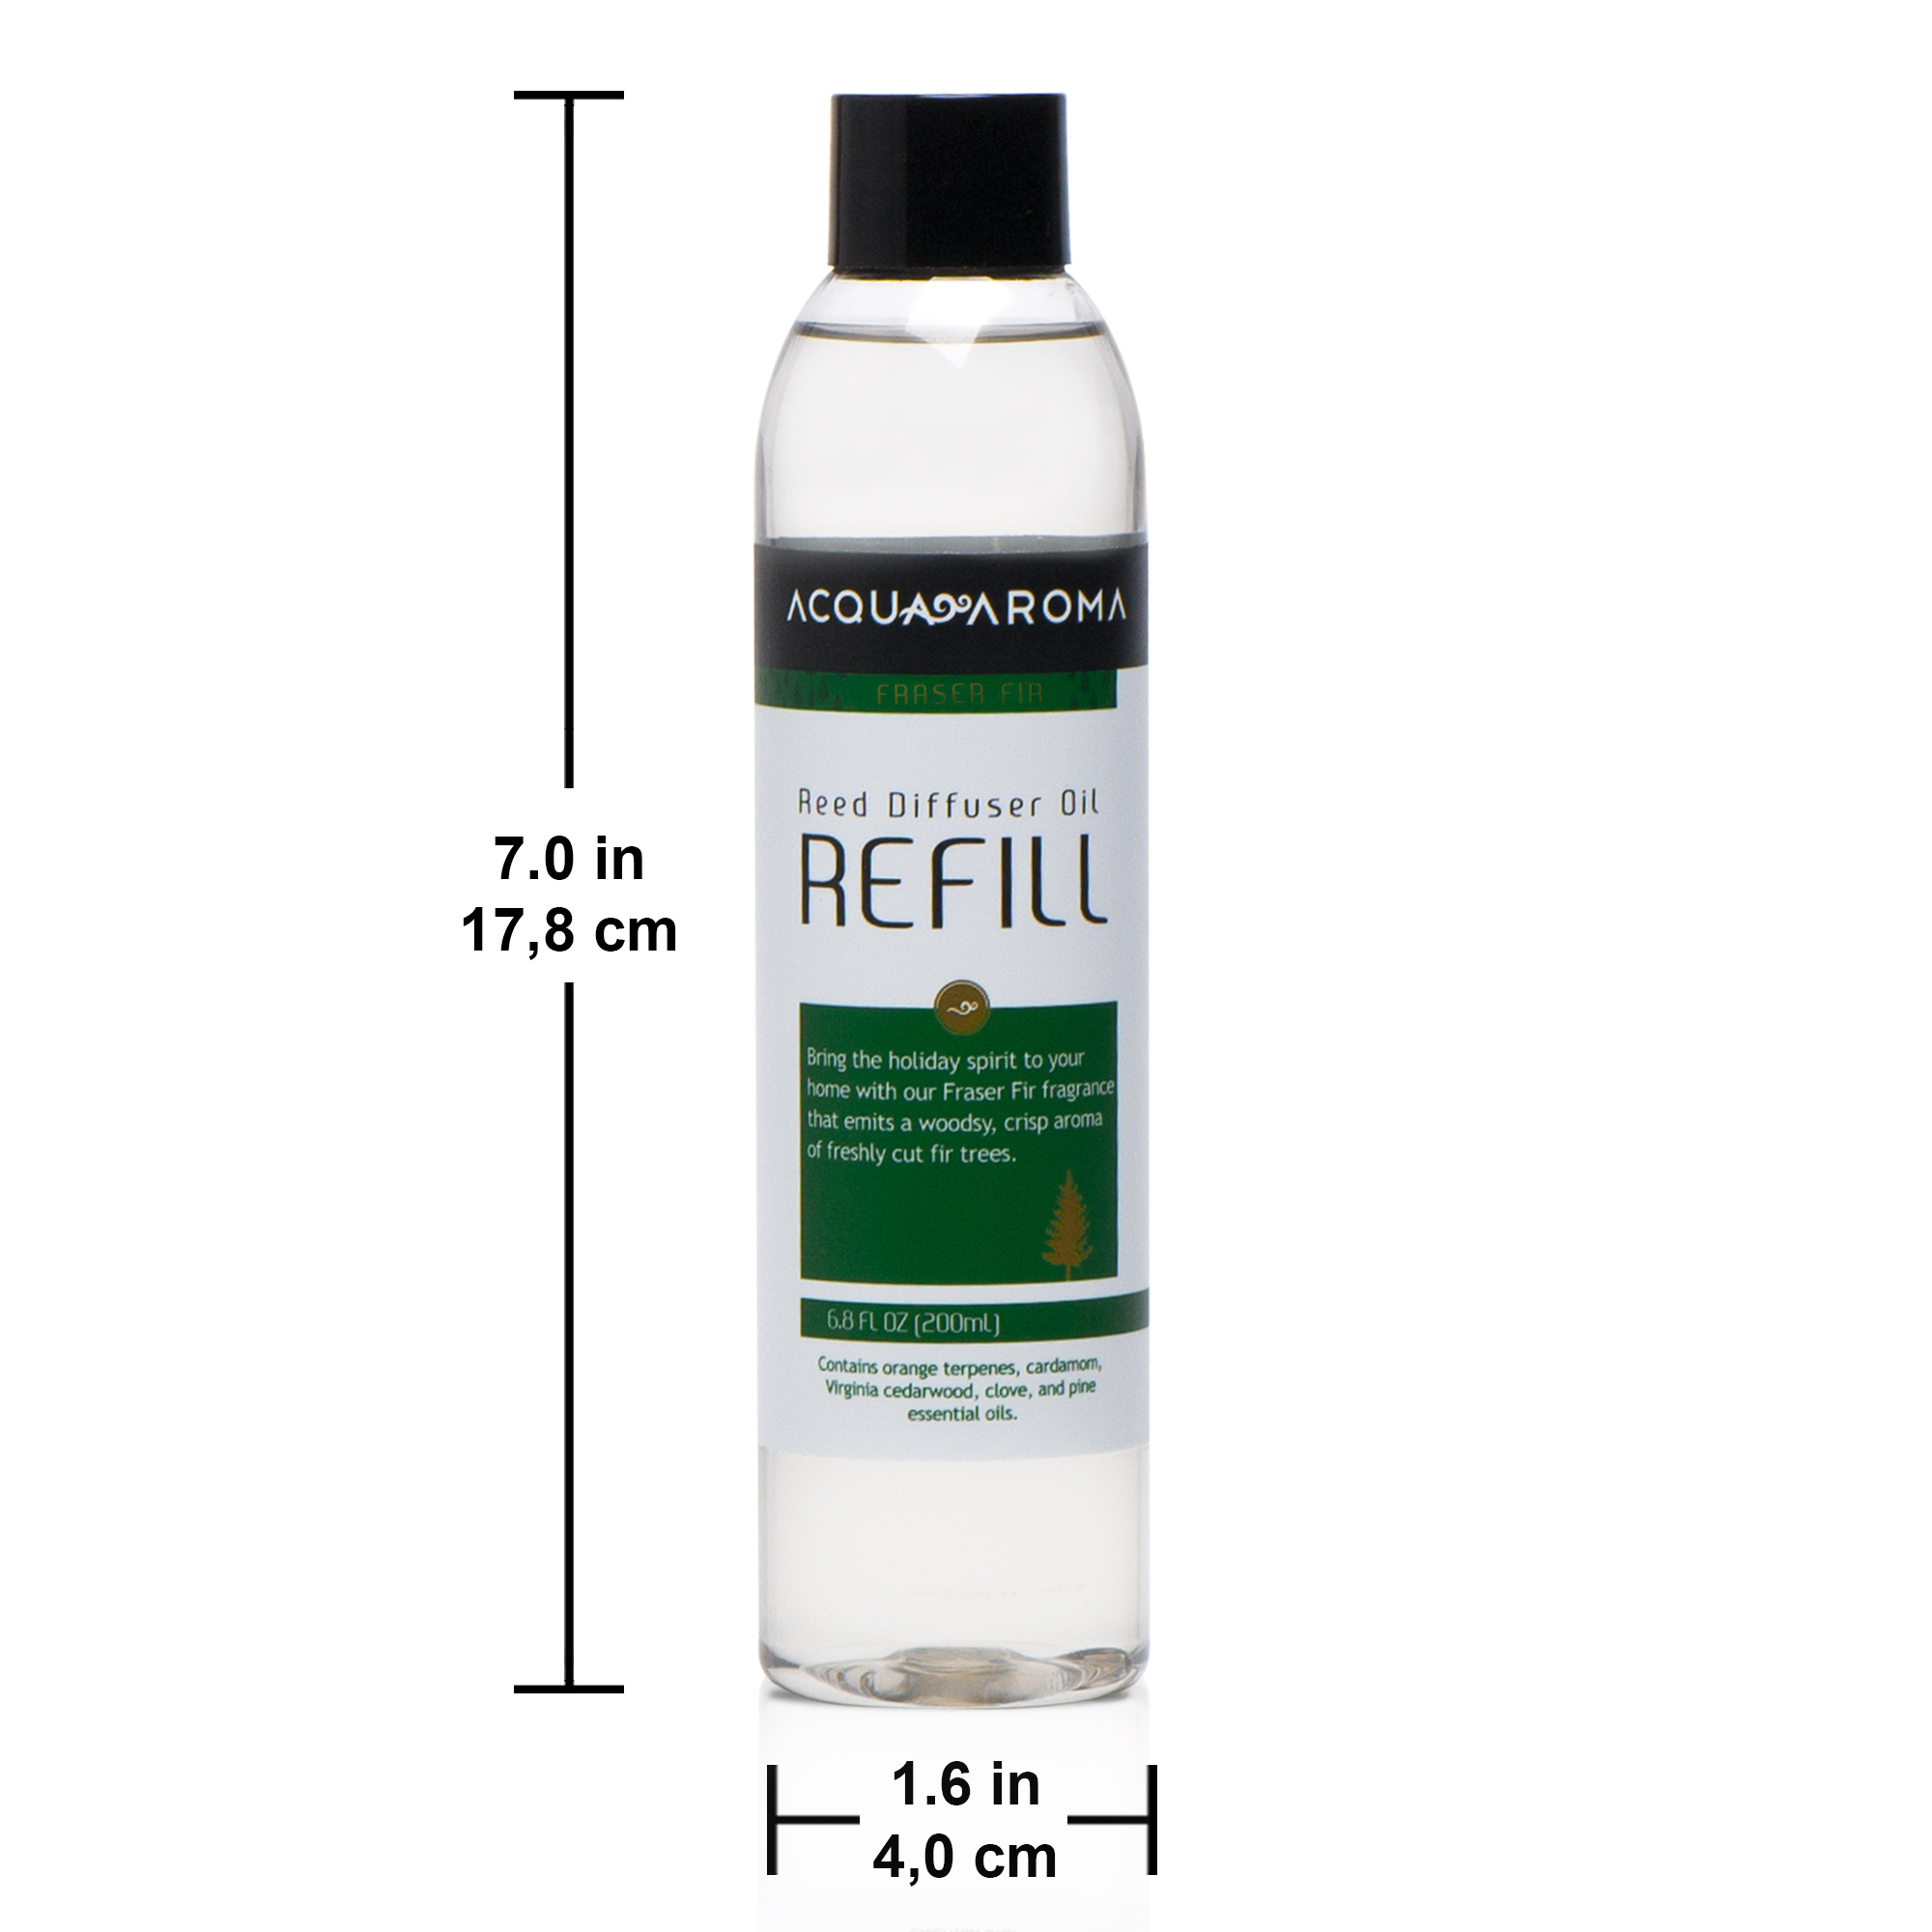 ACQUA AROMA
FRASER FIR
Reed Diffuser Oil
REFILL
7.0 in
17,8 cm
Bring the holiday spirit to your
home with our Fraser Fir fragrance
that emits a woodsy, crisp aroma
of freshly cut fir trees.
6.8 FL OZ (200mL)
Contains orange terpenes, cardamom,
Virginia cedarwood, clove, and pine
essential oils.
1.6 in
4,0 cm